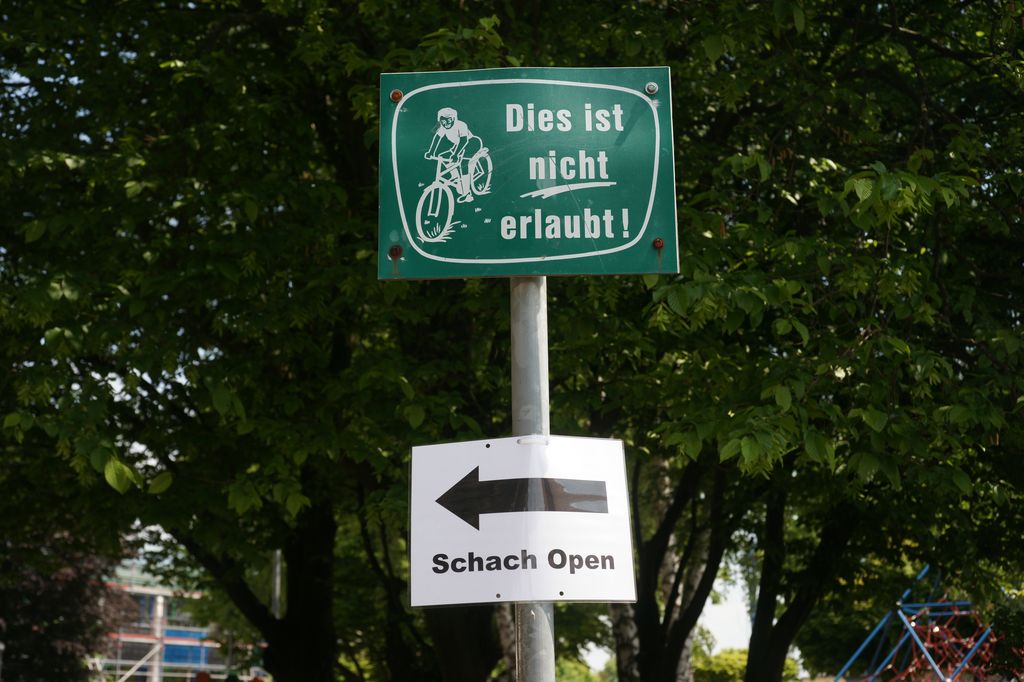 Dies ist
nicht
erlaubt!
Schach Open